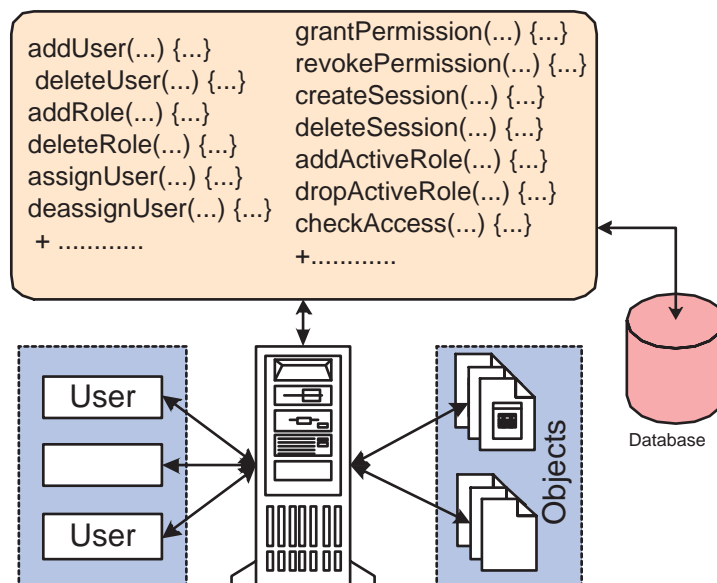 addUser(...) {...}
deleteUser(...) {...}
addRole(...) {...}
deleteRole(...) {...}
assignUser(...) {...}
deassignUser(...) {...}
+ ............
grantPermission(...) {...}
revokePermission(...) {...}
createSession(...) {...}
deleteSession(...) {...}
addActiveRole(...) {...}
dropActiveRole(...) {...}
checkAccess(...) {...}
+............
User
User
Objects
Database